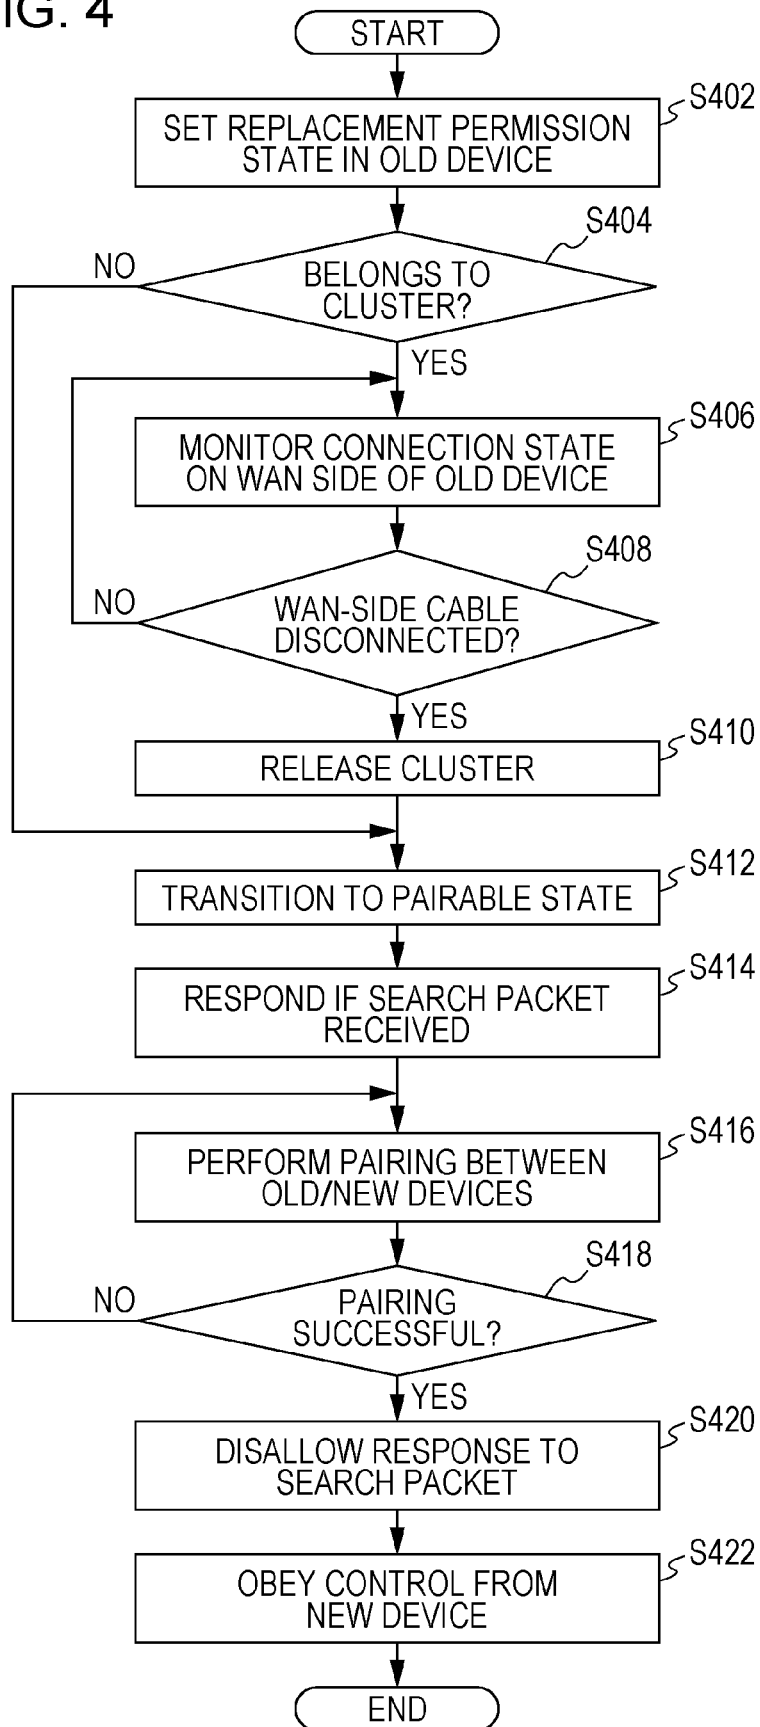 IG. 4
START
S402
SET REPLACEMENT PERMISSION
STATE IN OLD DEVICE
S404
NO
BELONGS TO
CLUSTER?
YES
S406
MONITOR CONNECTION STATE
ON WAN SIDE OF OLD DEVICE
S408
NO
WAN-SIDE CABLE
DISCONNECTED?
YES
S410
RELEASE CLUSTER
S412
TRANSITION TO PAIRABLE STATE
S414
RESPOND IF SEARCH PACKET
RECEIVED
S416
PERFORM PAIRING BETWEEN
OLD/NEW DEVICES
S418
NO
PAIRING
SUCCESSFUL?
YES
S420
DISALLOW RESPONSE TO
SEARCH PACKET
S422
OBEY CONTROL FROM
NEW DEVICE
END